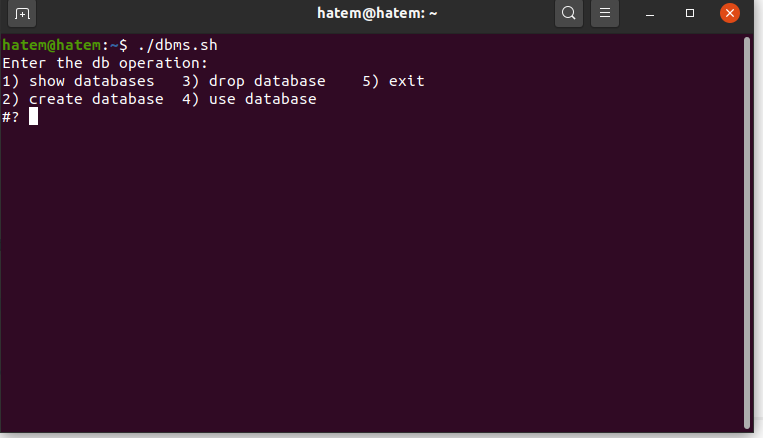 hatem@hatem: ~
hatem@hatem:~$ ./dbms.sh
Enter the db operation:
1) show databases   3) drop database    5) exit
2) create database  4) use database
#?